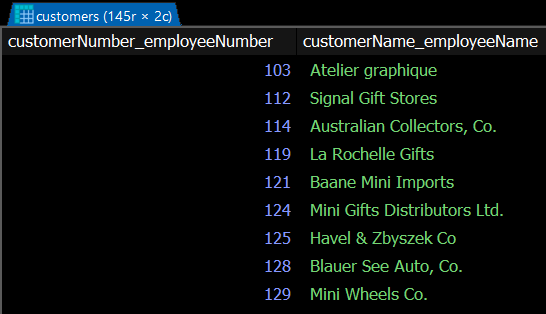 customers (145r × 2c)
customerNumber_employeeNumber customerName_employeeName
103 Atelier graphique
112 Signal Gift Stores
114 Australian Collectors, Co.
119 La Rochelle Gifts
121 Baane Mini Imports
124 Mini Gifts Distributors Ltd.
125 Havel & Zbyszek Co
128 Blauer See Auto, Co.
129 Mini Wheels Co.